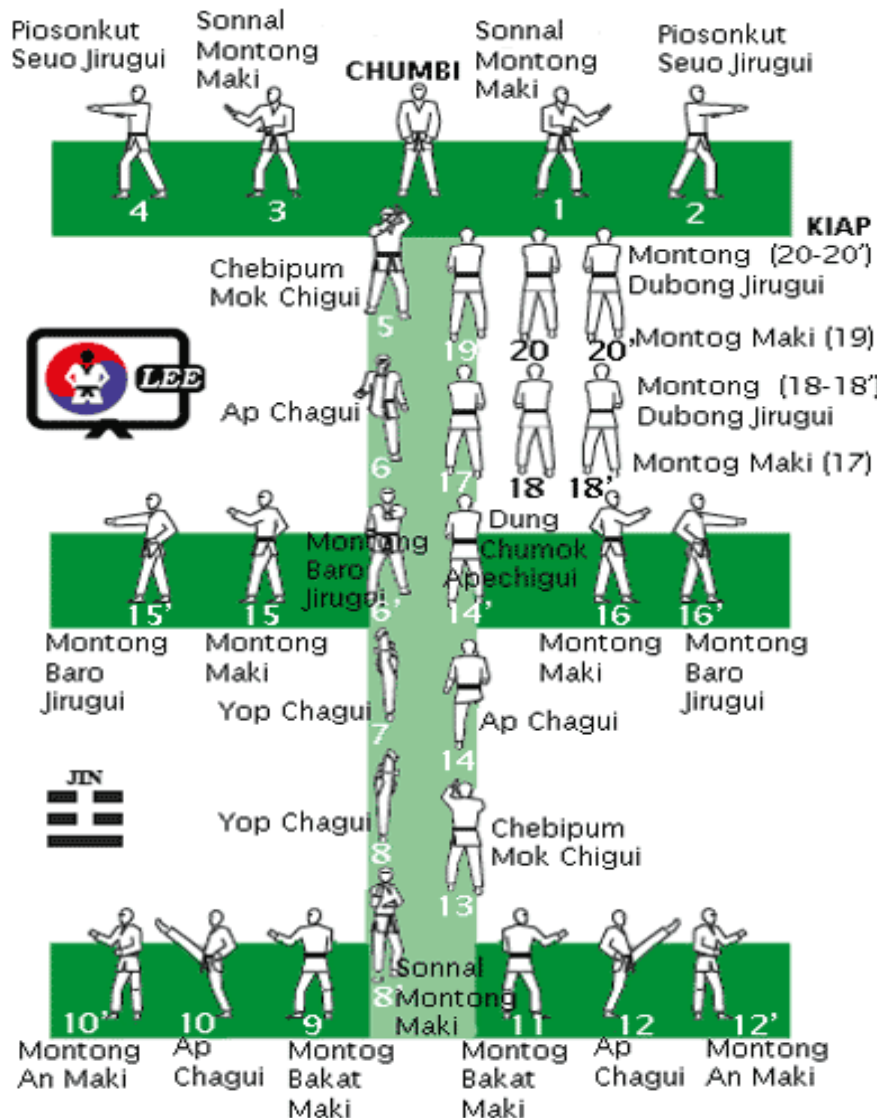 Piosonkut
Seuo Jirugui
Sonnal
Montong
Maki
CHUMBI
Sonnal
Montong
Maki
Piosonkut
Seuo Jirugui
4
3
1
2
KIAP
Chebipum
Mok Chigui
5
19
20
20'
Montong (20-20')
Dubong Jirugui
Montog Maki (19)
LEE
Ap Chagui
6
17
18
18'
Montong (18-18')
Dubong Jirugui
Montog Maki (17)
Montong
Baro
Jirugui
Dung
Chumok
Apechigui
15'
15
6'
14'
16
16'
Montong
Baro
Jirugui
Montong
Maki
Montong
Maki
Montong
Baro
Jirugui
Yop Chagui
7
Ap Chagui
14
JIN
Yop Chagui
8
Chebipum
Mok Chigui
13
Sonnal
Montong
Maki
10'
10
9
8'
11
12
12'
Montong
An Maki
Ap
Chagui
Montog
Bakat
Maki
Montog
Bakat
Maki
Ap
Chagui
Montong
An Maki